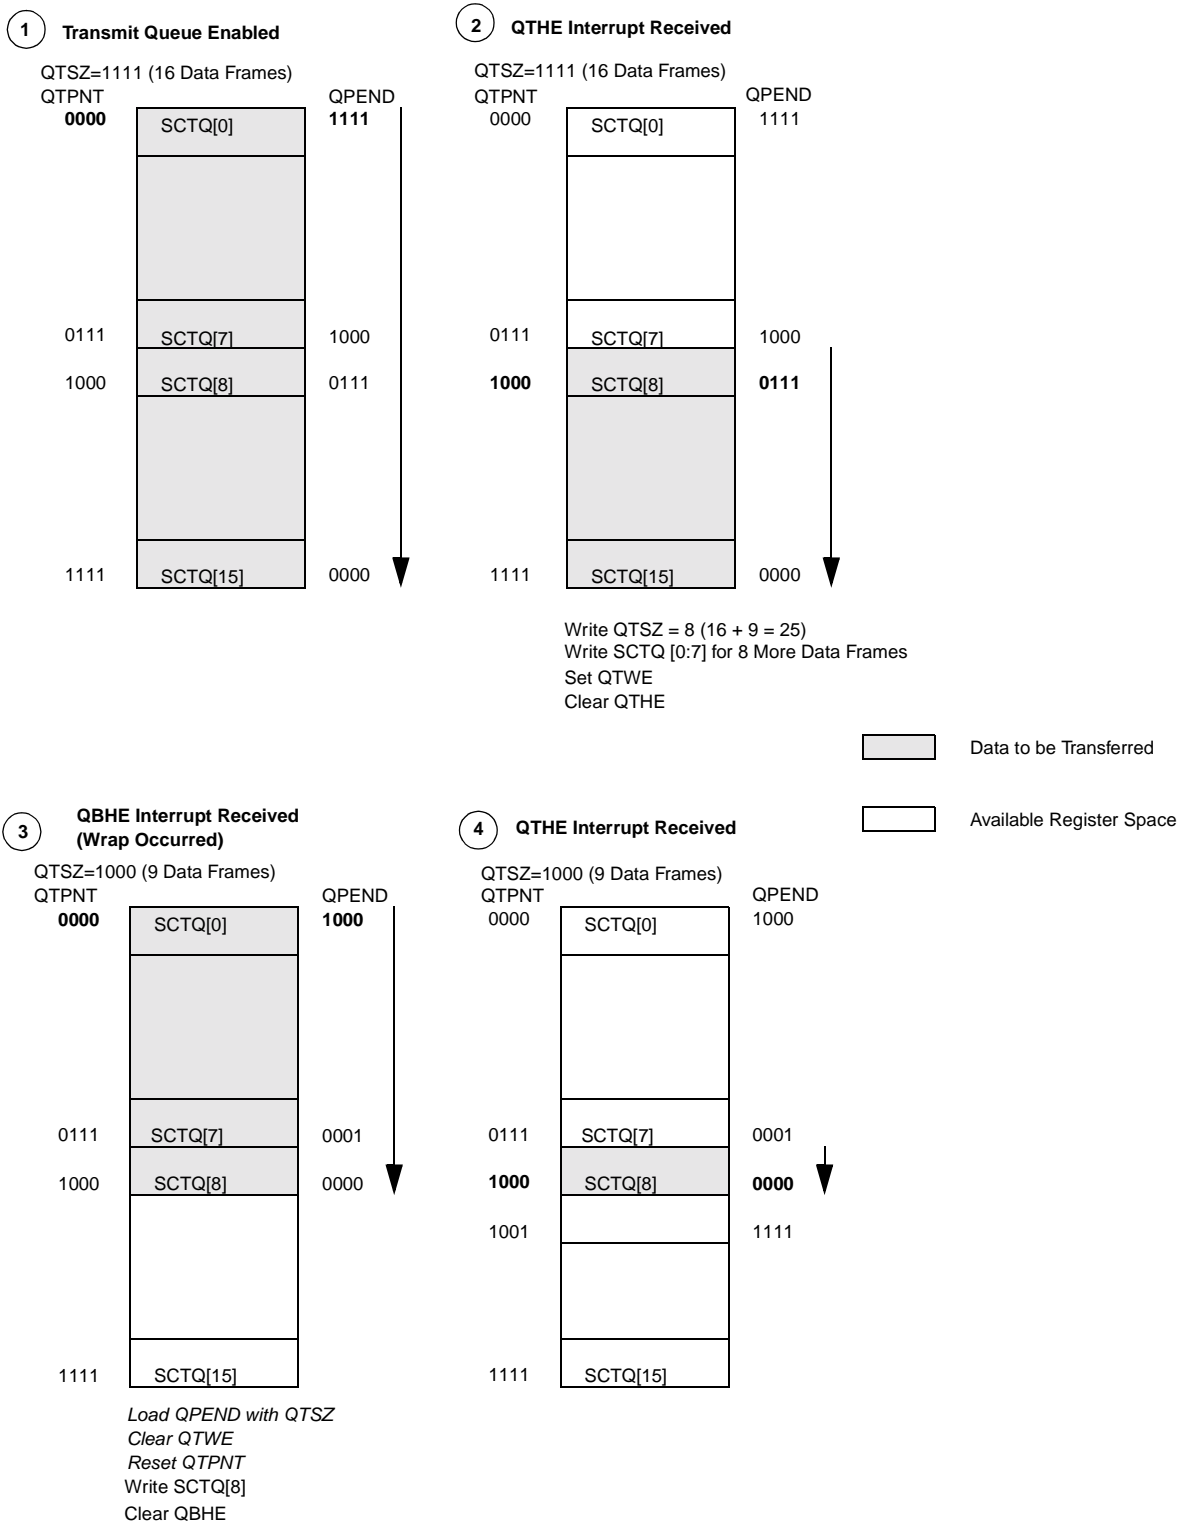 1 Transmit Queue Enabled
QTSZ=1111 (16 Data Frames)
QTPNT QPEND
0000 SCTQ[0] 1111
0111 SCTQ[7] 1000
1000 SCTQ[8] 0111
1111 SCTQ[15] 0000
2 QTHE Interrupt Received
QTSZ=1111 (16 Data Frames)
QTPNT QPEND
0000 SCTQ[0] 1111
0111 SCTQ[7] 1000
1000 SCTQ[8] 0111
1111 SCTQ[15] 0000
Write QTSZ = 8 (16 + 9 = 25)
Write SCTQ [0:7] for 8 More Data Frames
Set QTWE
Clear QTHE
Data to be Transferred
Available Register Space
3 QBHE Interrupt Received
(Wrap Occurred)
QTSZ=1000 (9 Data Frames)
QTPNT QPEND
0000 SCTQ[0] 1000
0111 SCTQ[7] 0001
1000 SCTQ[8] 0000
1111 SCTQ[15]
Load QPEND with QTSZ
Clear QTWE
Reset QTPNT
Write SCTQ[8]
Clear QBHE
4 QTHE Interrupt Received
QTSZ=1000 (9 Data Frames)
QTPNT QPEND
0000 SCTQ[0] 1000
0111 SCTQ[7] 0001
1000 SCTQ[8] 0000
1001 1111
1111 SCTQ[15]